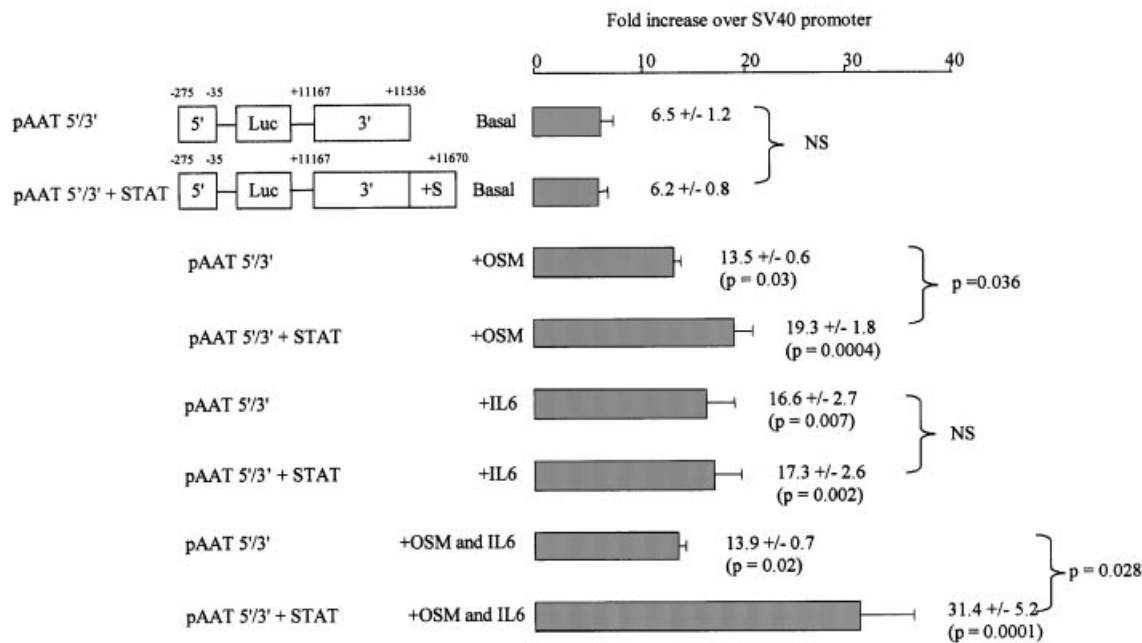 Fold increase over SV40 promoter
0 10 20 30 40
-275 -35 +11167 +11536
pAAT 5'/3' 5' Luc 3' Basal 6.5 +/- 1.2
NS
-275 -35 +11167 +11670
pAAT 5'/3' + STAT 5' Luc 3' +S Basal 6.2 +/- 0.8
pAAT 5'/3' +OSM 13.5 +/- 0.6
(p = 0.03)
p =0.036
pAAT 5'/3' + STAT +OSM 19.3 +/- 1.8
(p = 0.0004)
pAAT 5'/3' +IL6 16.6 +/- 2.7
(p = 0.007)
NS
pAAT 5'/3' + STAT +IL6 17.3 +/- 2.6
(p = 0.002)
pAAT 5'/3' +OSM and IL6 13.9 +/- 0.7
(p = 0.02)
p = 0.028
pAAT 5'/3' + STAT +OSM and IL6 31.4 +/- 5.2
(p = 0.0001)